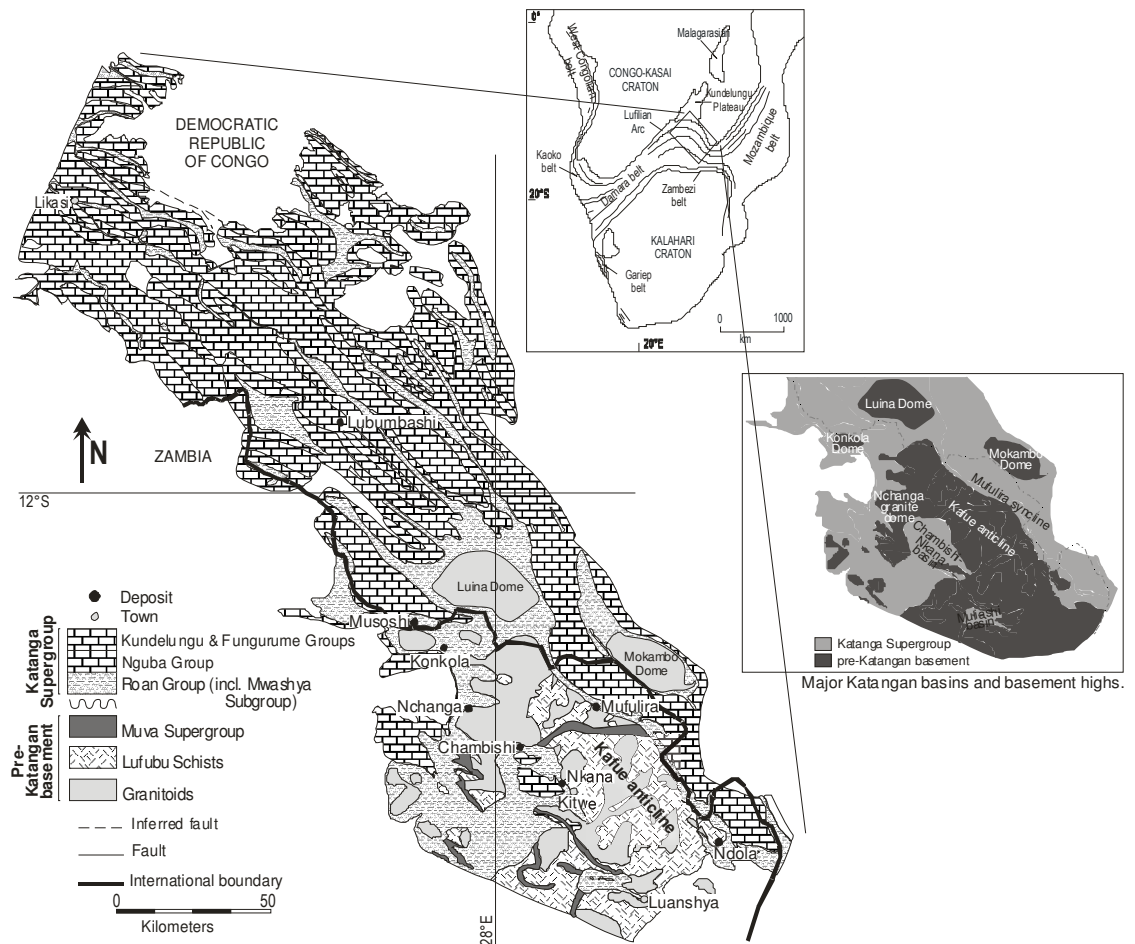 0°
Malagarasian
West Congolian
belt
CONGO-KASAI
CRATON
Kundelungu
Plateau
Lufilian
Arc
Mozambique
belt
Kaoko
belt
Damara belt
Zambezi
belt
KALAHARI
CRATON
Gariep
belt
0
1000
km
20°E
DEMOCRATIC
REPUBLIC
OF CONGO
Likasi
Lubumbashi
N
ZAMBIA
12°S
Luina Dome
Musoshi
Konkola
Mokambo
Dome
Nchanga
Mufulira
Chambishi
Nkana
Kitwe
Kafue anticline
Ndola
Luanshya
28°E
Deposit
Town
Katanga
Supergroup
Kundelungu & Fungurume Groups
Nguba Group
Roan Group (incl. Mwashya
Subgroup)
Pre-
Katangan
basement
Muva Supergroup
Lufubu Schists
Granitoids
Inferred fault
Fault
International boundary
0
50
Kilometers
Luina Dome
Konkola
Dome
Mokambo
Dome
Mufulira syncline
Nchanga
granite
dome
Kafue anticline
Chambishi-
Nkana
basin
basin
Katanga Supergroup
pre-Katangan basement
Major Katangan basins and basement highs.